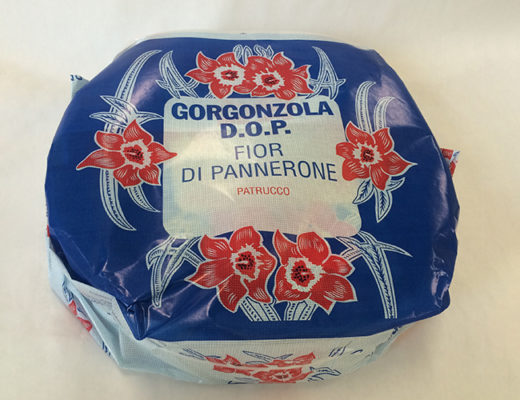 GORGONZOLA
D.O.P.
FIOR
DI PANNERONE
PATRUCCO